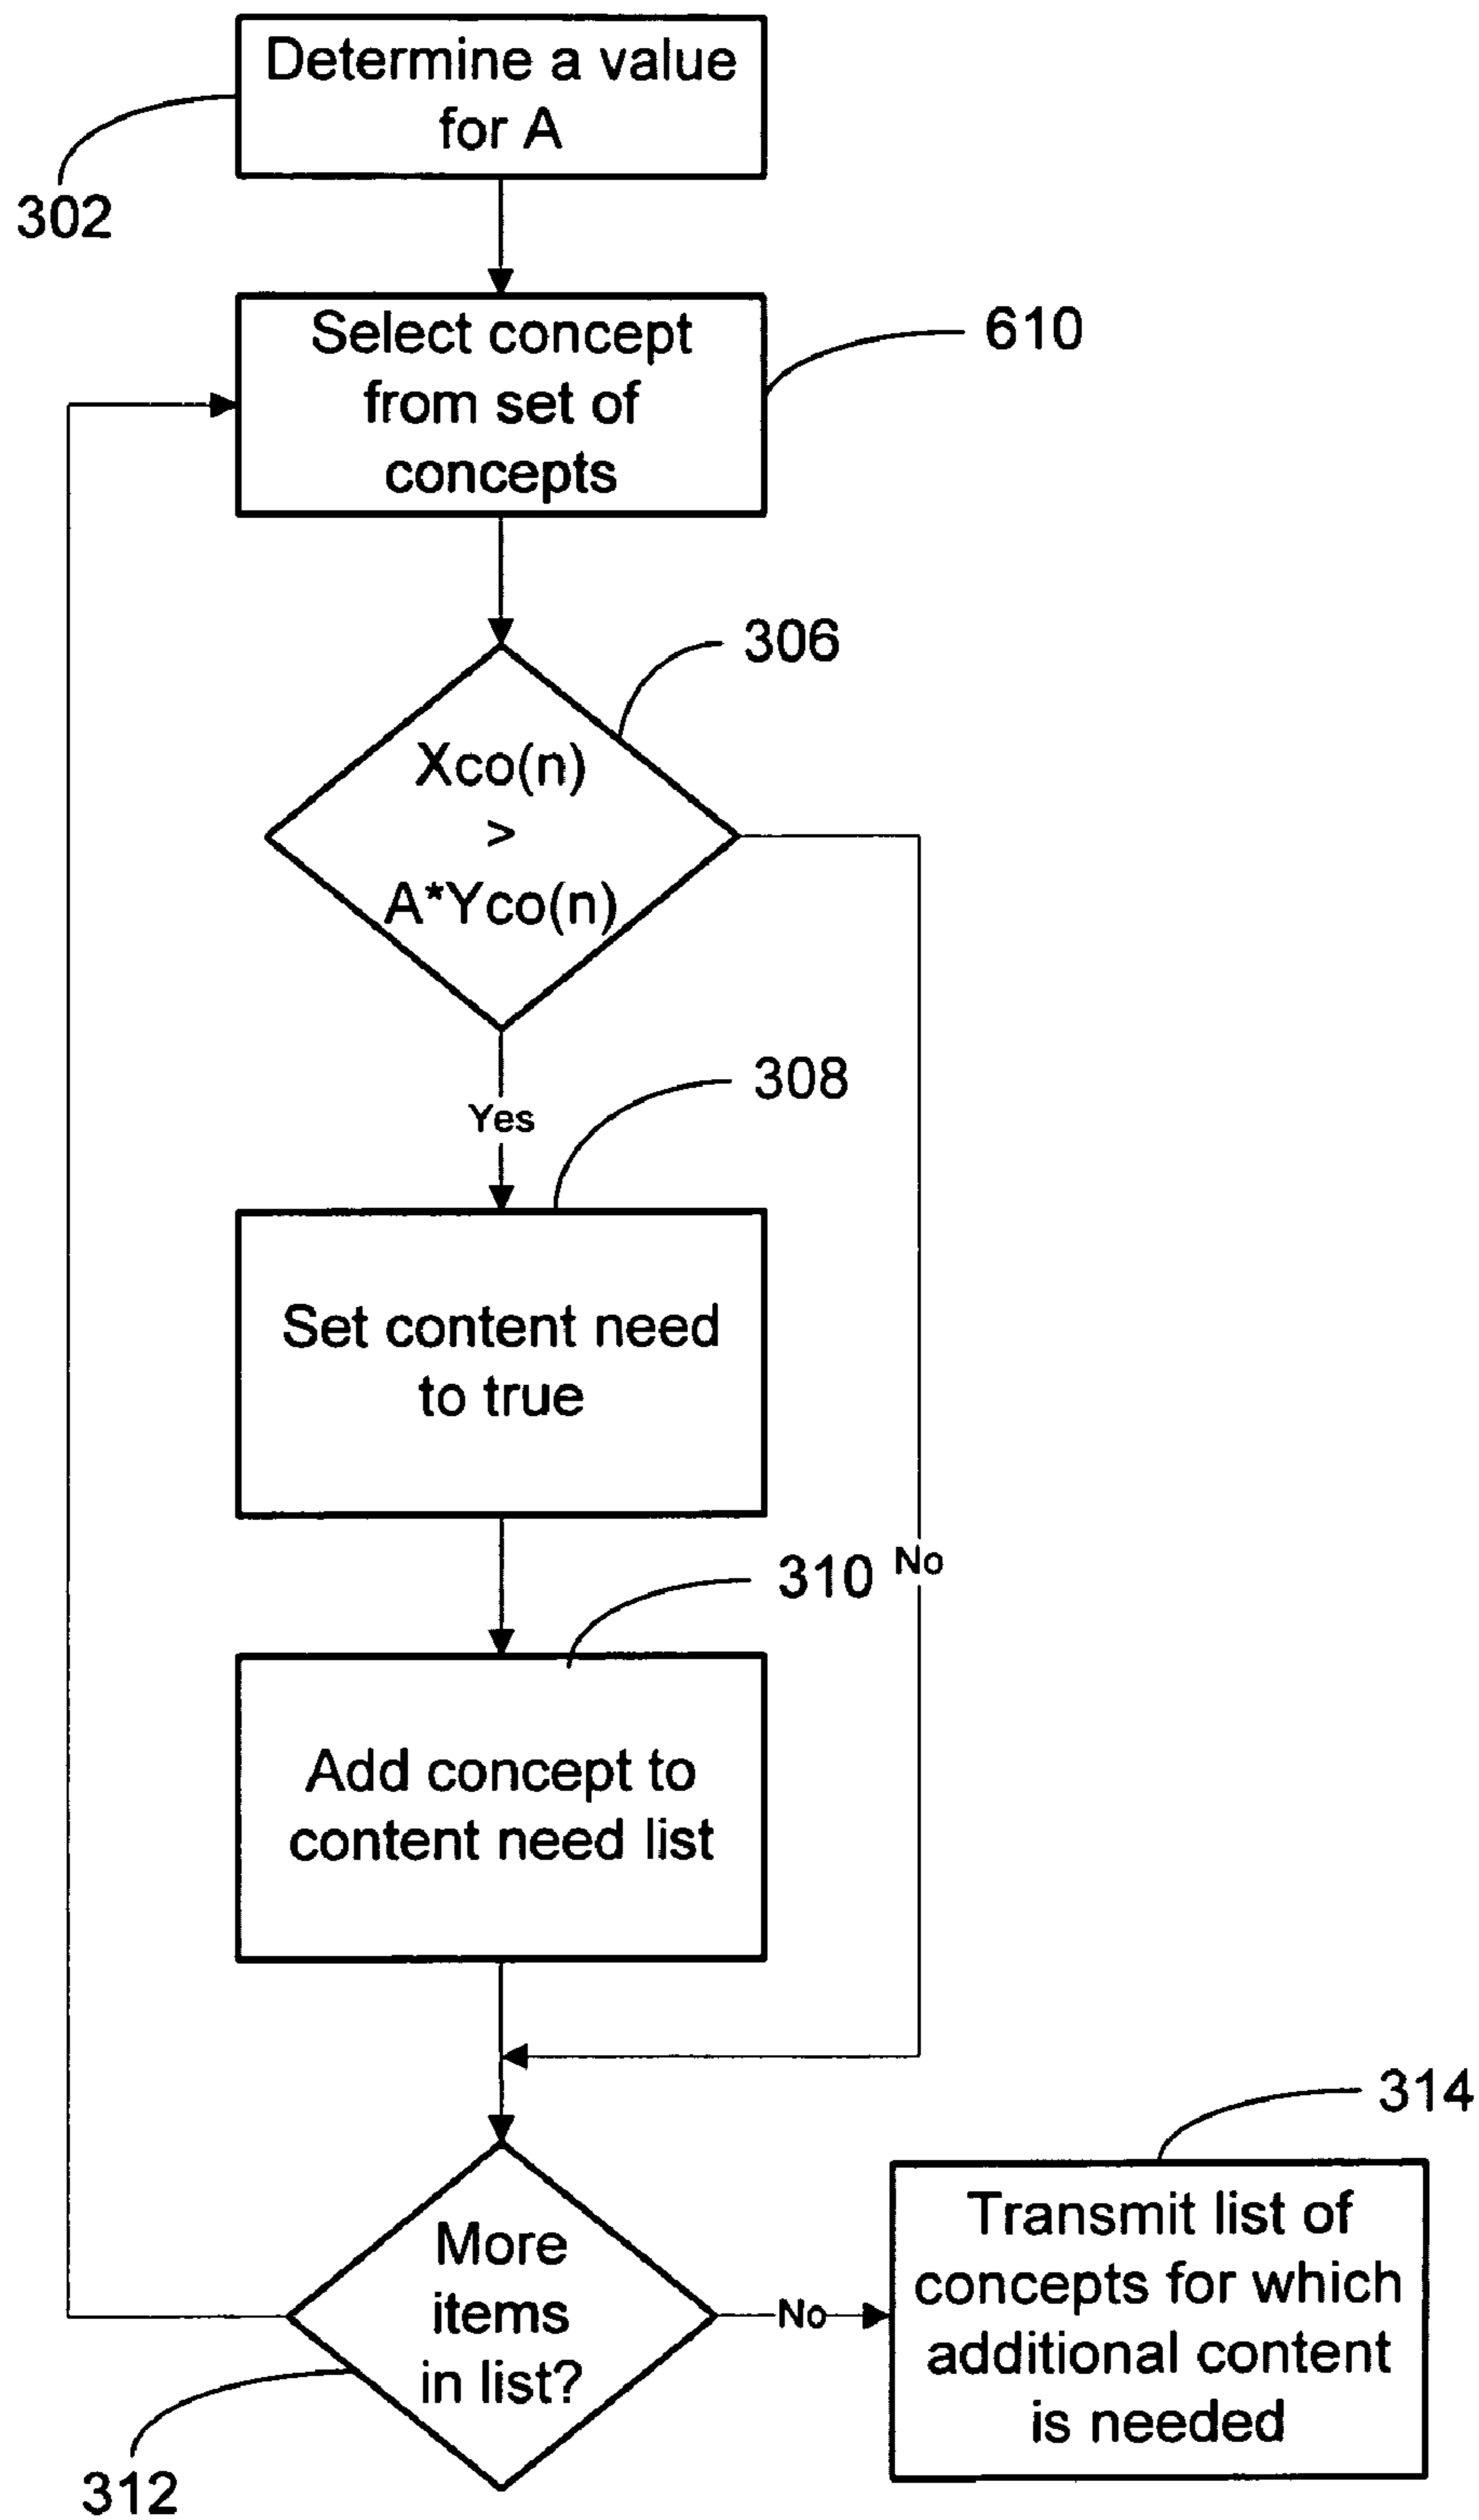 Determine a value
for A
302
Select concept
from set of
concepts
610
306
Xco(n)
>
A*Yco(n)
308
Yes
Set content need
to true
310
No
Add concept to
content need list
314
More
items
in list?
No
Transmit list of
concepts for which
additional content
is needed
312